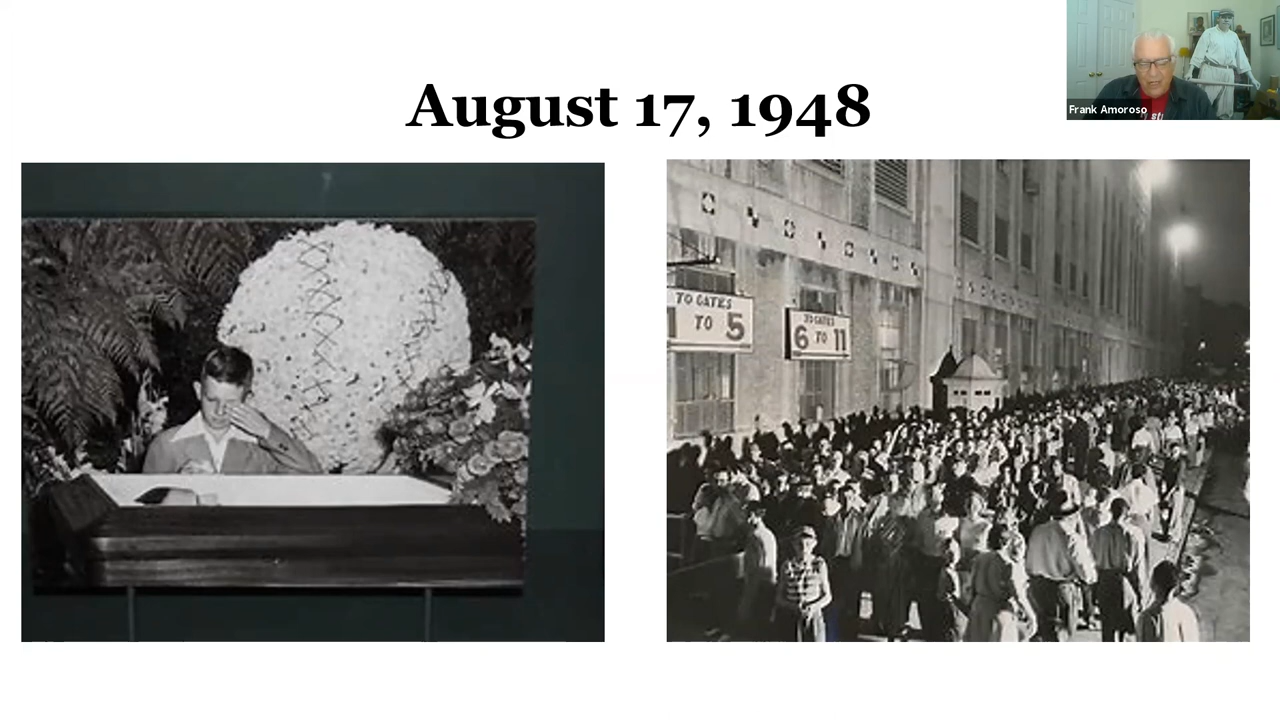 August 17, 1948
Frank Amoroso
TO GATES
1 TO 5
TO GATES
6 TO 11